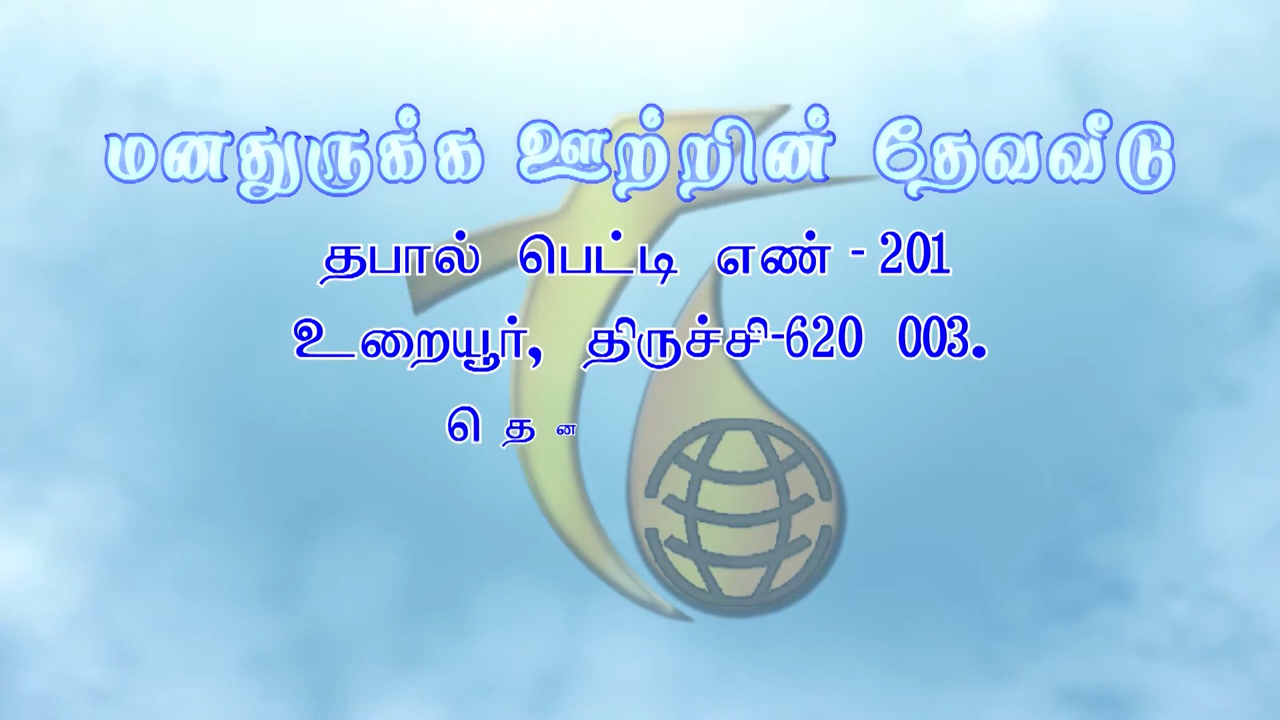 மனதுருக்க ஊற்றின் தேவவீடு
தபால் பெட்டி எண் - 201
உறையூர், திருச்சி-620 003.
தென